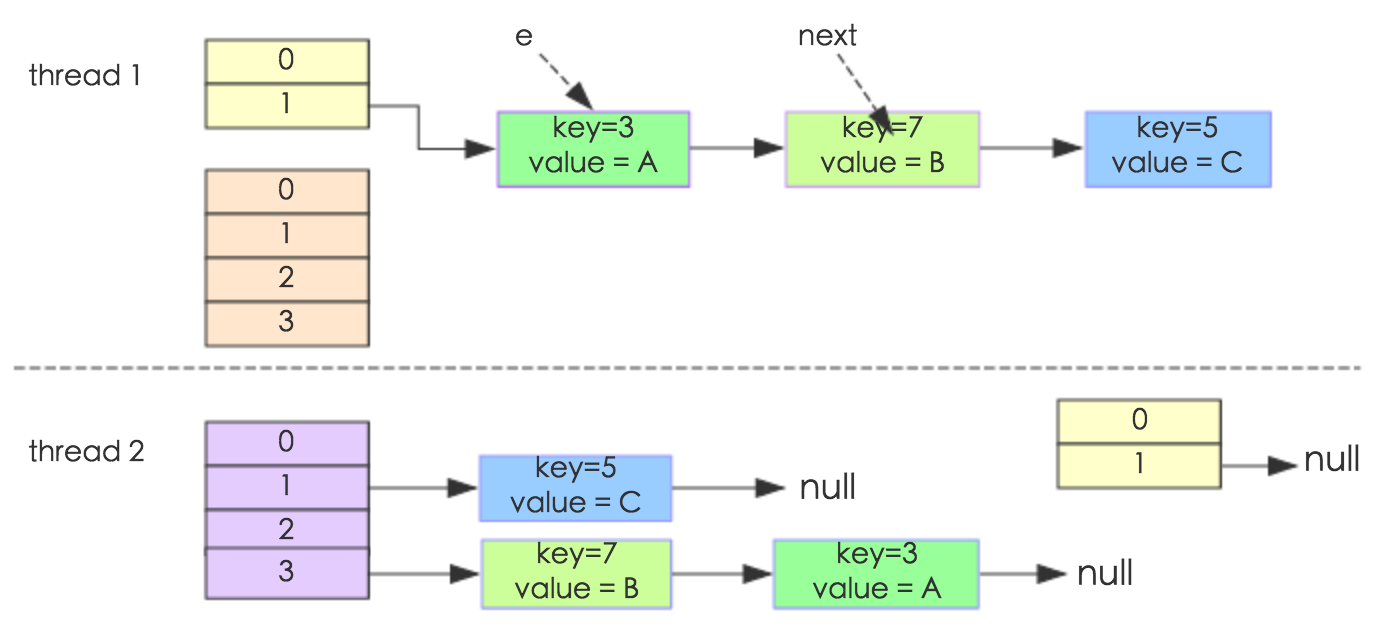 e
next
thread 1
0
1
key=3
value = A
key=7
value = B
key=5
value = C
0
1
2
3
thread 2
0
1
2
3
key=5
value = C
null
key=7
value = B
key=3
value = A
null
0
1
null